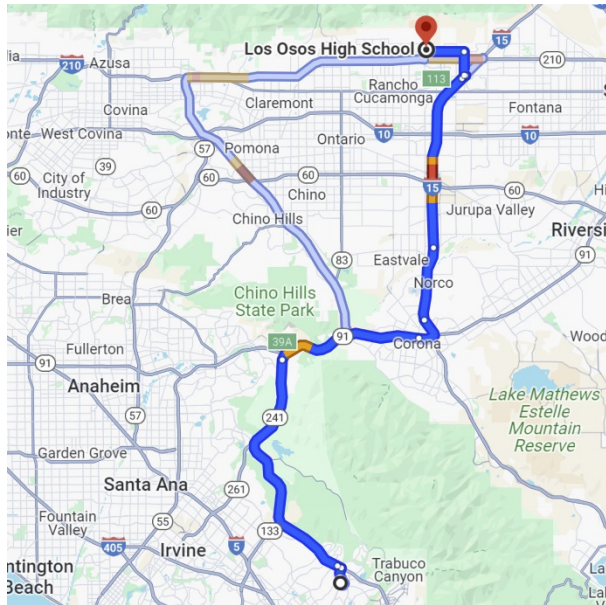 Los Osos High School
15
210
Azusa
210
113
Rancho
Cucamonga
Covina
Claremont
Fontana
West Covina
57
Pomona
Ontario
10
10
39
60
City of
Industry
60
60
Chino
60
60
15
Jurupa Valley
Chino Hills
Riversi
83
Eastvale
91
Norco
Brea
Chino Hills
State Park
39A
91
Corona
Fullerton
91
Anaheim
57
241
Lake Mathews
Estelle
Mountain
Reserve
Garden Grove
Santa Ana
261
Fountain
Valley
55
133
405
Irvine
5
Trabuco
Canyon
ntington
Beach